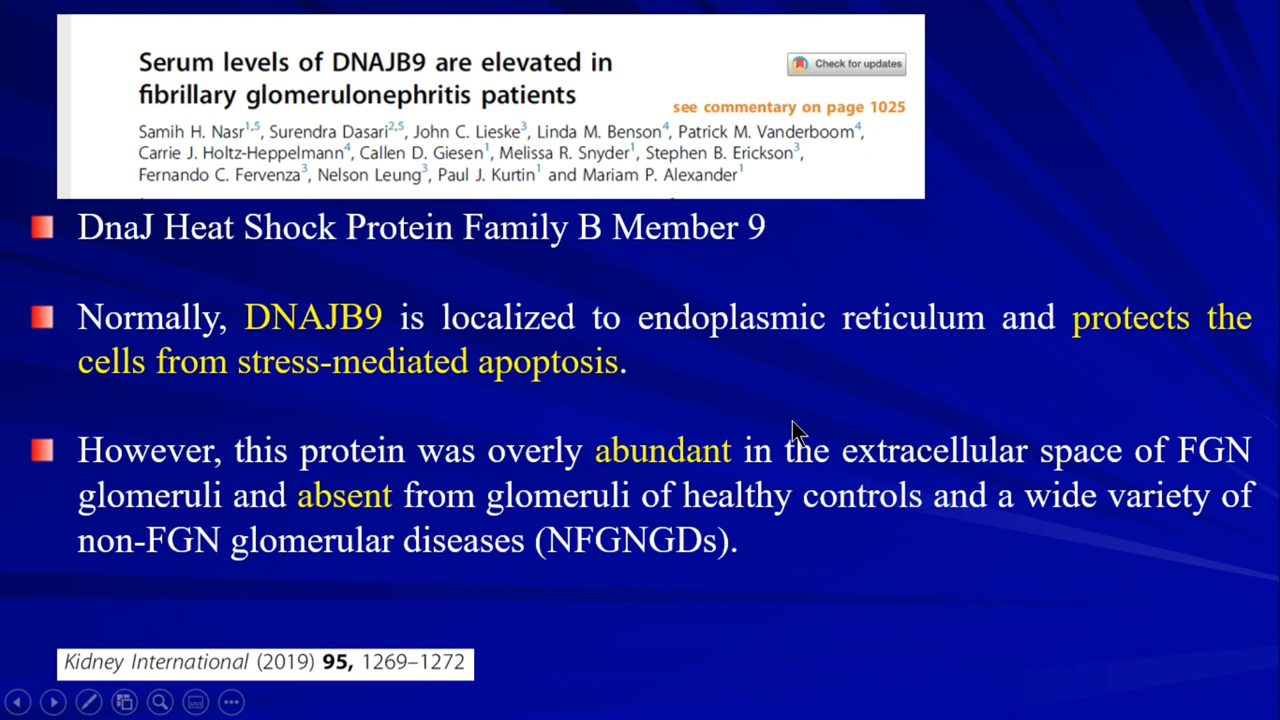 Serum levels of DNAJB9 are elevated in
fibrillary glomerulonephritis patients
Check for updates
see commentary on page 1025
Samih H. Nasr1,5, Surendra Dasari2,5, John C. Lieske3, Linda M. Benson4, Patrick M. Vanderboom4,
Carrie J. Holtz-Heppelmann4, Callen D. Giesen1, Melissa R. Snyder1, Stephen B. Erickson3,
Fernando C. Fervenza3, Nelson Leung3, Paul J. Kurtin1 and Mariam P. Alexander1
DnaJ Heat Shock Protein Family B Member 9
Normally, DNAJB9 is localized to endoplasmic reticulum and protects the
cells from stress-mediated apoptosis.
However, this protein was overly abundant in the extracellular space of FGN
glomeruli and absent from glomeruli of healthy controls and a wide variety of
non-FGN glomerular diseases (NFGNGDs).
Kidney International (2019) 95, 1269–1272